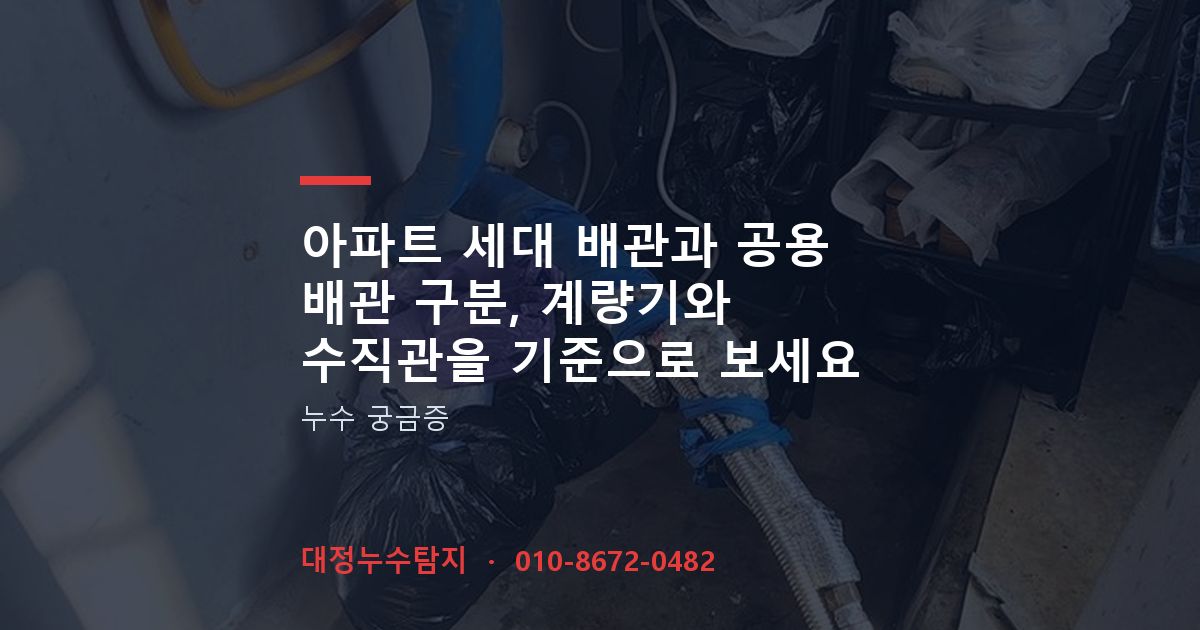 아파트 세대 배관과 공용
배관 구분, 계량기와
수직관을 기준으로 보세요
누수 궁금증
대정누수탐지 · 010-8672-0482